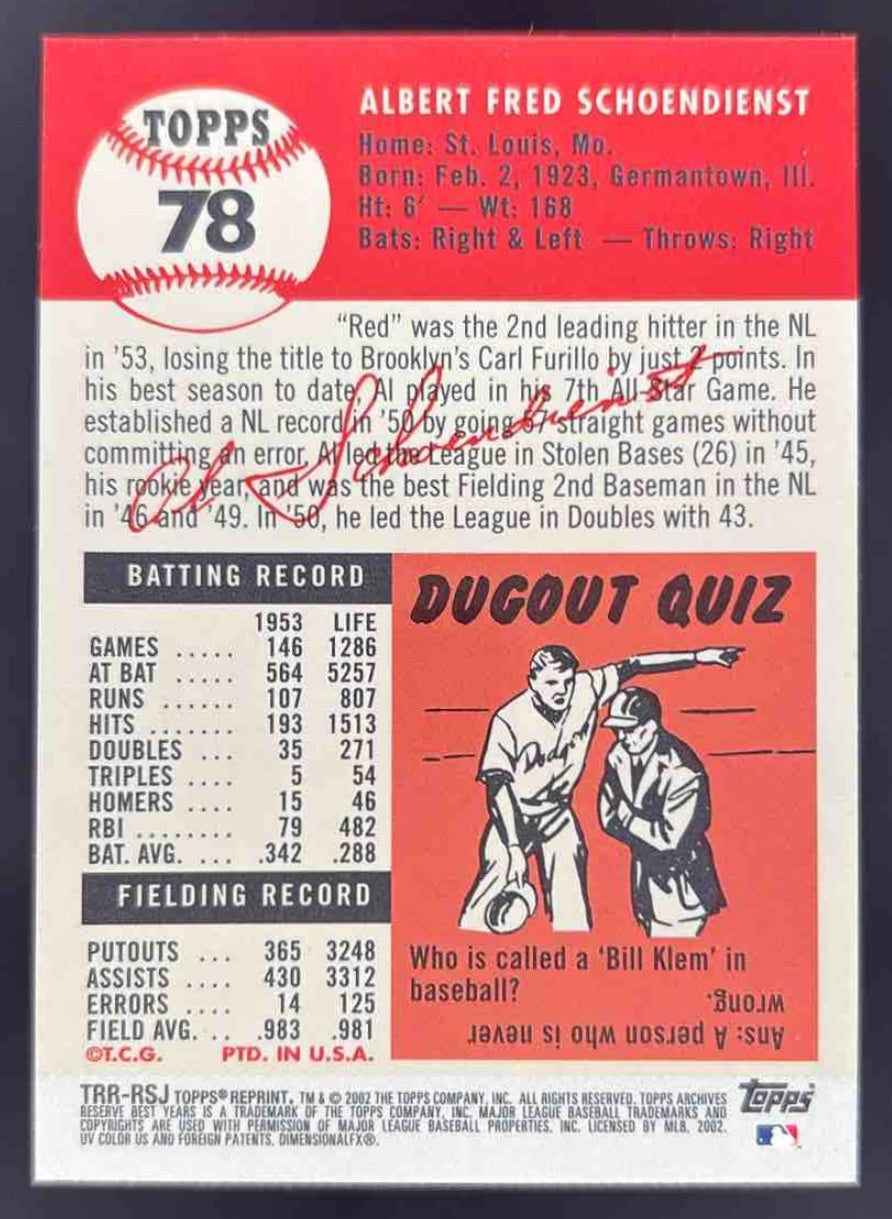 TOPPS
78
ALBERT FRED SCHOENDIENST
Home: St. Louis, Mo.
Born: Feb. 2, 1923, Germantown, Ill.
Ht: 6' — Wt: 168
Bats: Right & Left — Throws: Right
"Red" was the 2nd leading hitter in the NL
in '53, losing the title to Brooklyn's Carl Furillo by just 2 points. In
his best season to date, Al played in his 7th All-Star Game. He
established a NL record in '50 by going 57 straight games without
committing an error. Al led the League in Stolen Bases (26) in '45,
his rookie year, and was the best Fielding 2nd Baseman in the NL
in '46 and '49. In '50, he led the League in Doubles with 43.
Al. Schoendienst
BATTING RECORD
1953 LIFE
GAMES ..... 146 1286
AT BAT ..... 564 5257
RUNS ...... 107 807
HITS ....... 193 1513
DOUBLES ... 35 271
TRIPLES .... 5 54
HOMERS .... 15 46
RBI ........ 79 482
BAT. AVG. ... .342 .288
FIELDING RECORD
PUTOUTS ... 365 3248
ASSISTS .... 430 3312
ERRORS .... 14 125
FIELD AVG. .. .983 .981
©T.C.G. PTD. IN U.S.A.
DUGOUT QUIZ
Dodgers
Who is called a 'Bill Klem' in
baseball?
Ans: A person who is never
wrong.
TRR-RSJ TOPPS® REPRINT. TM & © 2002 THE TOPPS COMPANY, INC. ALL RIGHTS RESERVED. TOPPS ARCHIVES
RESERVE BEST YEARS IS A TRADEMARK OF THE TOPPS COMPANY, INC. MAJOR LEAGUE BASEBALL TRADEMARKS AND
COPYRIGHTS ARE USED WITH PERMISSION OF MAJOR LEAGUE BASEBALL PROPERTIES, INC. LICENSED BY MLB, 2002.
UV COLOR US AND FOREIGN PATENTS, DIMENSIONALFX®.
Topps